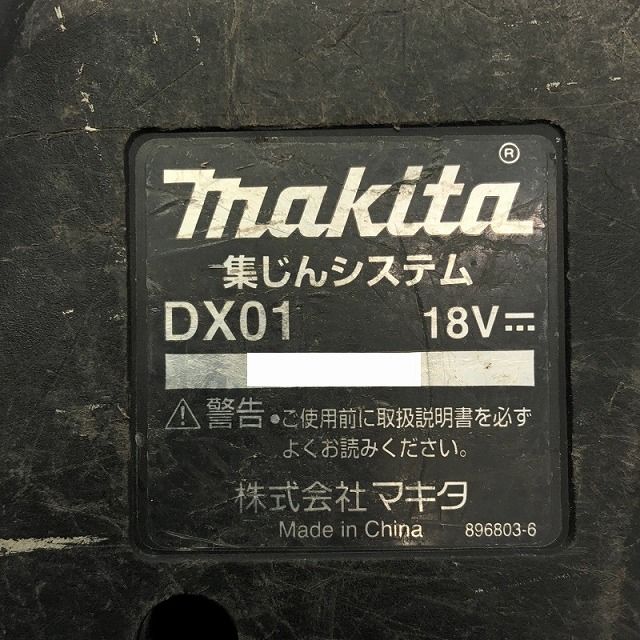 makita®
集じんシステム
DX01 18V⎓
⚠警告•ご使用前に取扱説明書を必ず
よくお読みください。
株式会社 マキタ
Made in China 896803-6